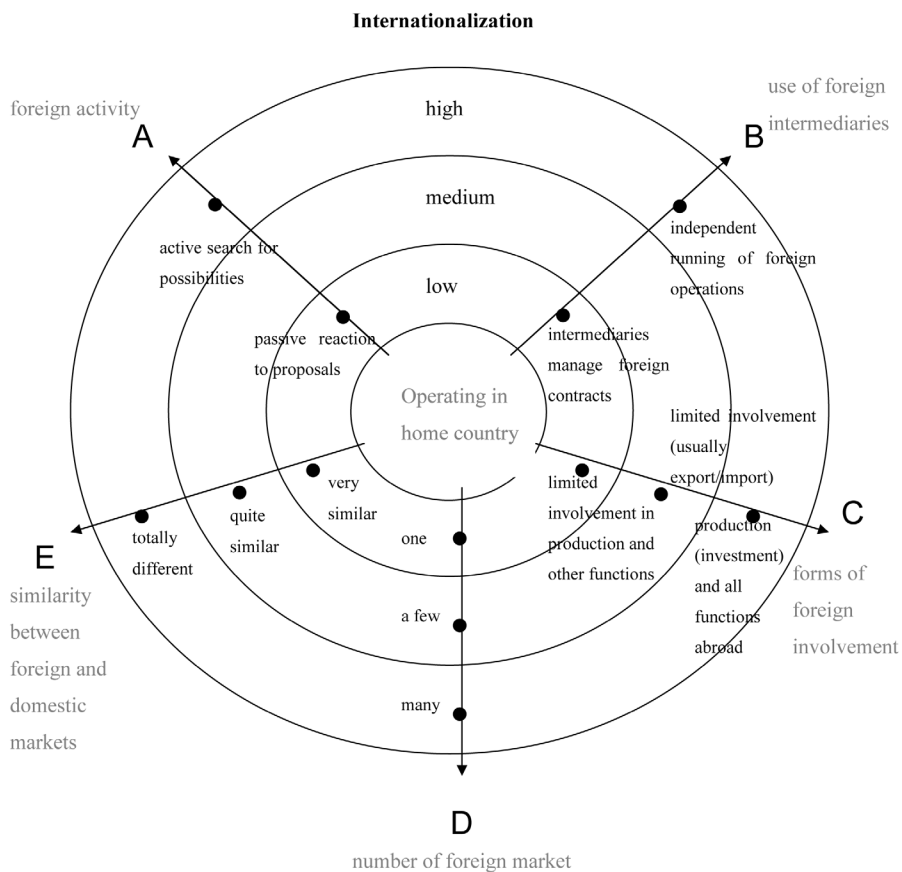 Internationalization
foreign activity
A
use of foreign
intermediaries
B
high
medium
low
active search for
possibilities
independent
running of foreign
operations
passive reaction
to proposals
intermediaries
manage foreign
contracts
Operating in
home country
limited involvement
(usually
export/import)
very
similar
quite
similar
totally
different
E
similarity
between
foreign and
domestic
markets
limited
involvement in
production and
other functions
production
(investment)
and all
functions
abroad
C
forms of
foreign
involvement
one
a few
many
D
number of foreign market